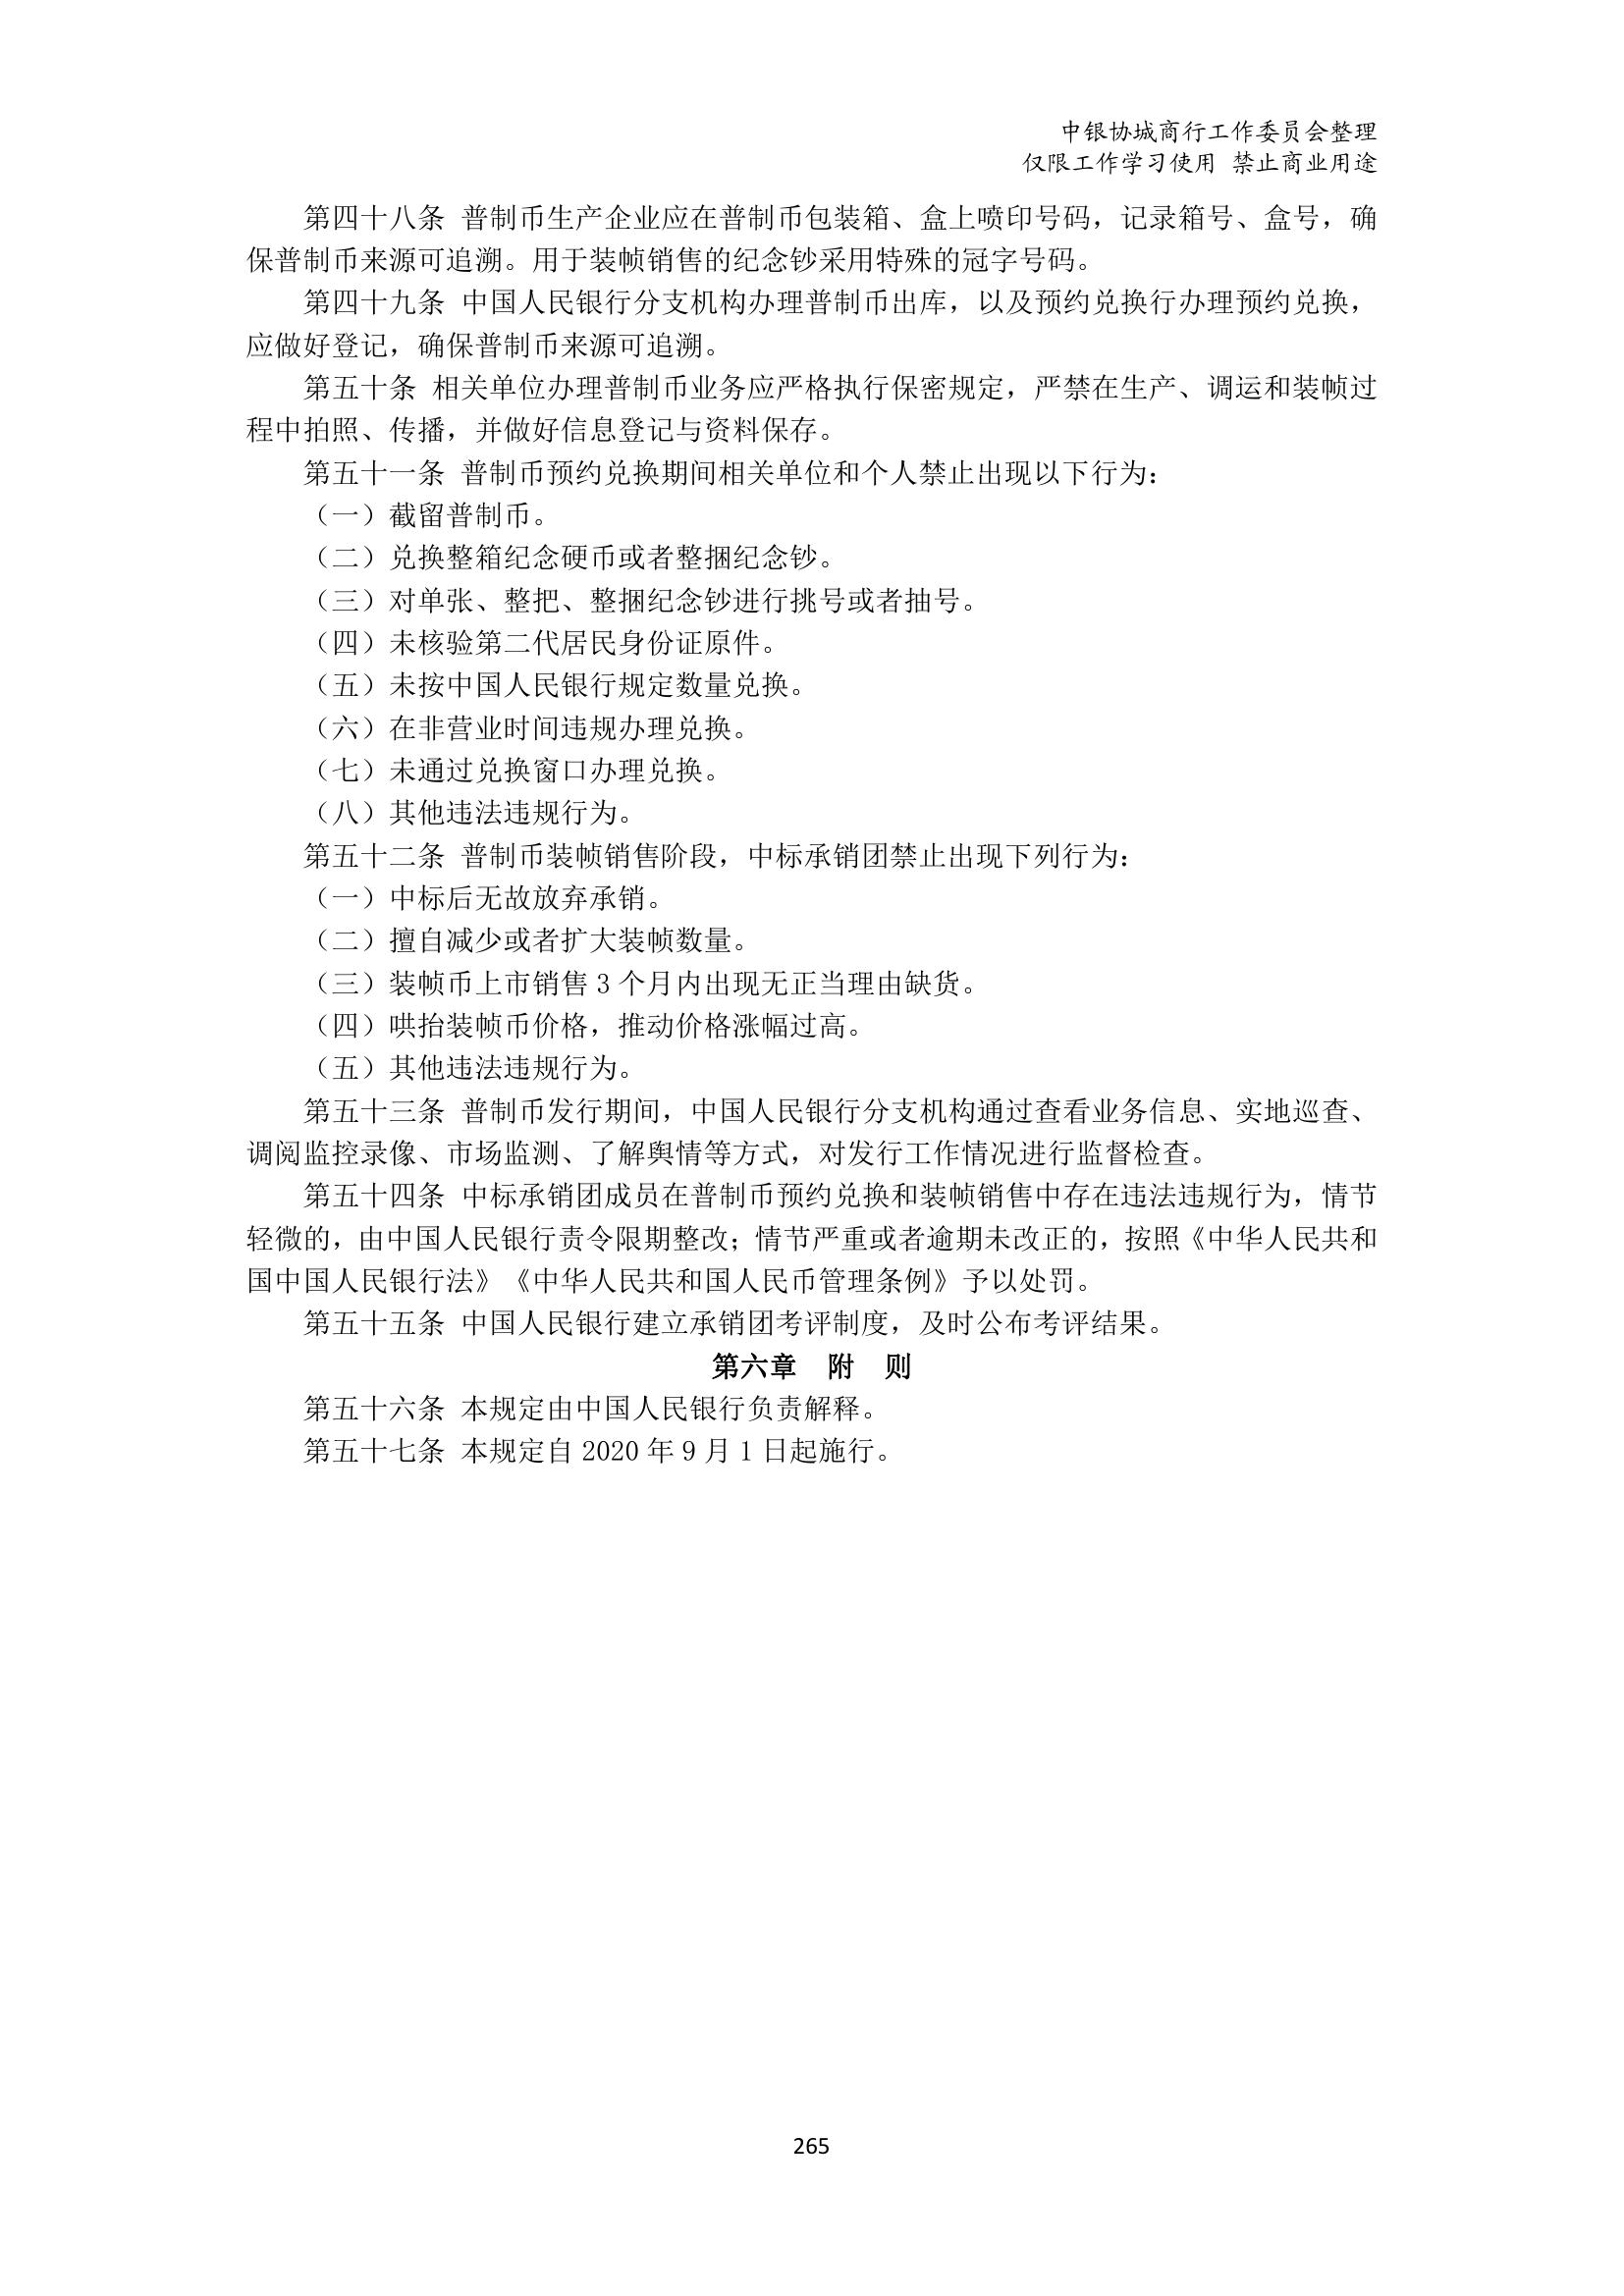 中银协城商行工作委员会整理
仅限工作学习使用 禁止商业用途
第四十八条 普制币生产企业应在普制币包装箱、盒上喷印号码，记录箱号、盒号，确
保普制币来源可追溯。用于装帧销售的纪念钞采用特殊的冠字号码。
第四十九条 中国人民银行分支机构办理普制币出库，以及预约兑换行办理预约兑换，
应做好登记，确保普制币来源可追溯。
第五十条 相关单位办理普制币业务应严格执行保密规定，严禁在生产、调运和装帧过
程中拍照、传播，并做好信息登记与资料保存。
第五十一条 普制币预约兑换期间相关单位和个人禁止出现以下行为：
（一）截留普制币。
（二）兑换整箱纪念硬币或者整捆纪念钞。
（三）对单张、整把、整捆纪念钞进行挑号或者抽号。
（四）未核验第二代居民身份证原件。
（五）未按中国人民银行规定数量兑换。
（六）在非营业时间违规办理兑换。
（七）未通过兑换窗口办理兑换。
（八）其他违法违规行为。
第五十二条 普制币装帧销售阶段，中标承销团禁止出现下列行为：
（一）中标后无故放弃承销。
（二）擅自减少或者扩大装帧数量。
（三）装帧币上市销售 3 个月内出现无正当理由缺货。
（四）哄抬装帧币价格，推动价格涨幅过高。
（五）其他违法违规行为。
第五十三条 普制币发行期间，中国人民银行分支机构通过查看业务信息、实地巡查、
调阅监控录像、市场监测、了解舆情等方式，对发行工作情况进行监督检查。
第五十四条 中标承销团成员在普制币预约兑换和装帧销售中存在违法违规行为，情节
轻微的，由中国人民银行责令限期整改；情节严重或者逾期未改正的，按照《中华人民共和
国中国人民银行法》《中华人民共和国人民币管理条例》予以处罚。
第五十五条 中国人民银行建立承销团考评制度，及时公布考评结果。
第六章　附　则
第五十六条 本规定由中国人民银行负责解释。
第五十七条 本规定自 2020 年 9 月 1 日起施行。
265